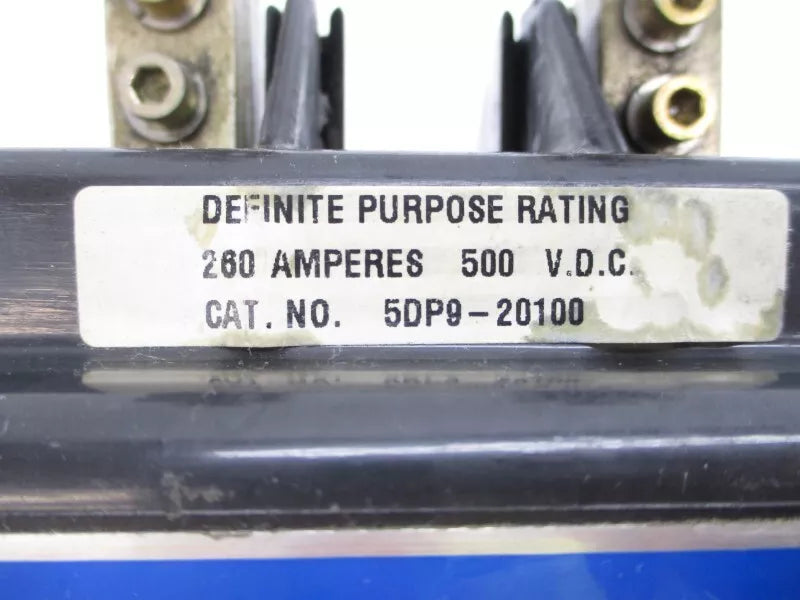 DEFINITE PURPOSE RATING
260 AMPERES 500 V.D.C.
CAT. NO. 5DP9-20100